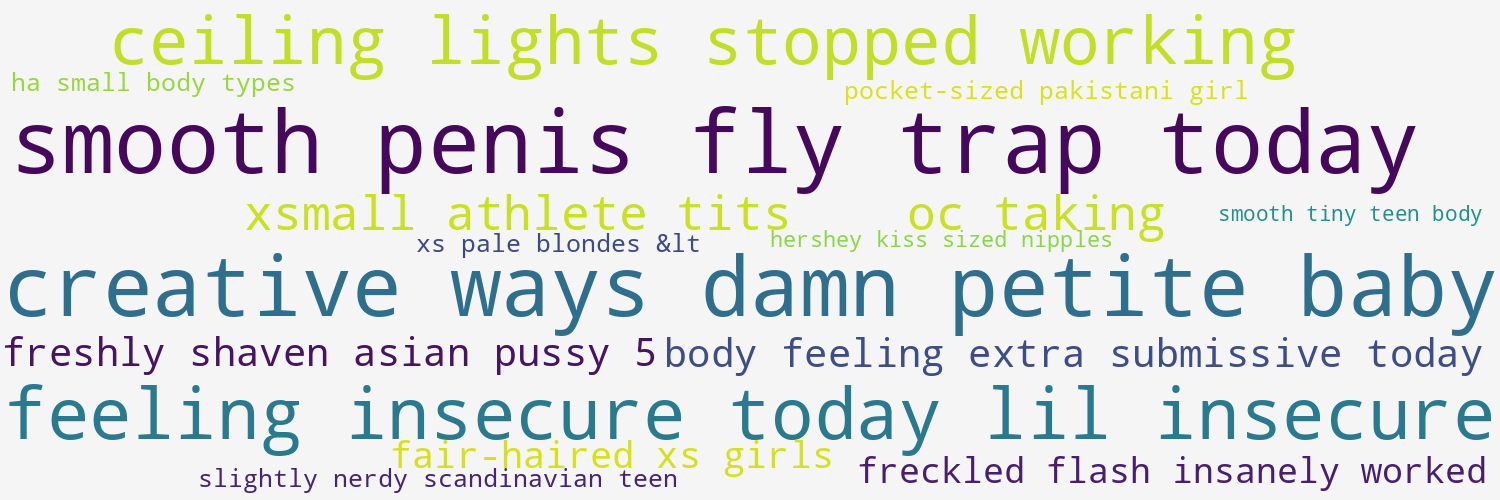 ceiling lights stopped working
ha small body types
pocket-sized pakistani girl
smooth penis fly trap today
xsmall athlete tits
oc taking
smooth tiny teen body
xs pale blondes &lt
hershey kiss sized nipples
creative ways damn petite baby
freshly shaven asian pussy 5
body feeling extra submissive today
feeling insecure today lil insecure
fair-haired xs girls
slightly nerdy scandinavian teen
freckled flash insanely worked